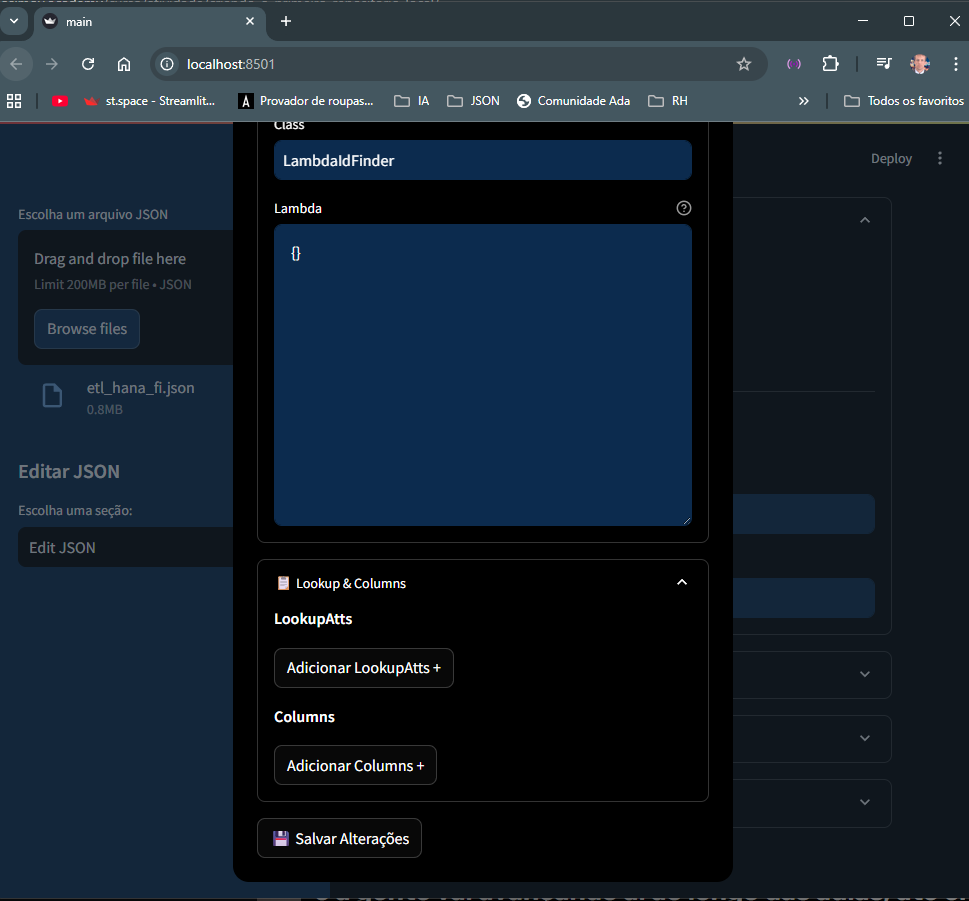 main
localhost:8501
st.space - Streamlit...
Provador de roupas...
IA
JSON
Comunidade Ada
RH
Todos os favoritos
Deploy
Escolha um arquivo JSON
Drag and drop file here
Limit 200MB per file • JSON
Browse files
etl_hana_fi.json
0.8MB
Editar JSON
Escolha uma seção:
Edit JSON
Class
LambdaIdFinder
Lambda
{}
Lookup & Columns
LookupAtts
Adicionar LookupAtts +
Columns
Adicionar Columns +
Salvar Alterações